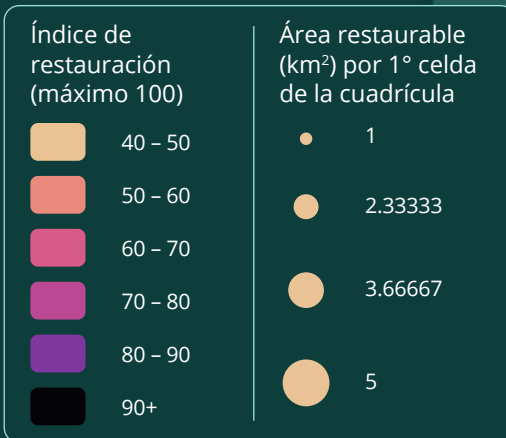 Índice de
restauración
(máximo 100)
40 – 50
50 – 60
60 – 70
70 – 80
80 – 90
90+
Área restaurable
(km²) por 1° celda
de la cuadrícula
1
2.33333
3.66667
5